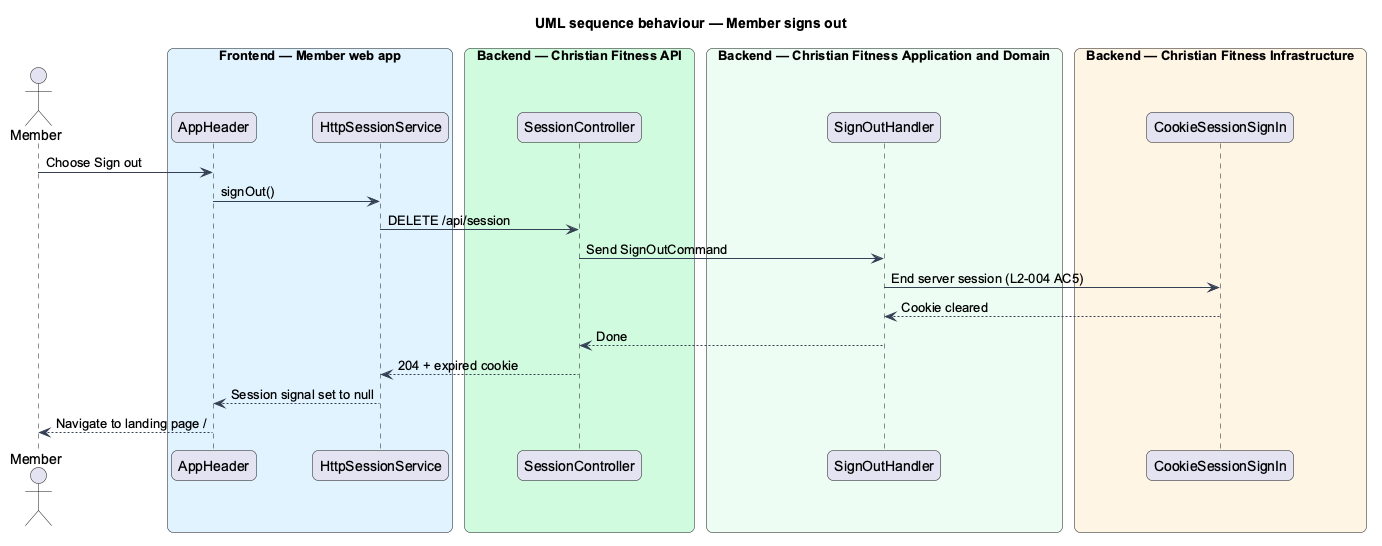 UML sequence behaviour — Member signs out
Frontend — Member web app
Backend — Christian Fitness API
Backend — Christian Fitness Application and Domain
Backend — Christian Fitness Infrastructure
Member
AppHeader
HttpSessionService
SessionController
SignOutHandler
CookieSessionSignIn
Choose Sign out
signOut()
DELETE /api/session
Send SignOutCommand
End server session (L2-004 AC5)
Cookie cleared
Done
204 + expired cookie
Session signal set to null
Navigate to landing page /
Member
AppHeader
HttpSessionService
SessionController
SignOutHandler
CookieSessionSignIn